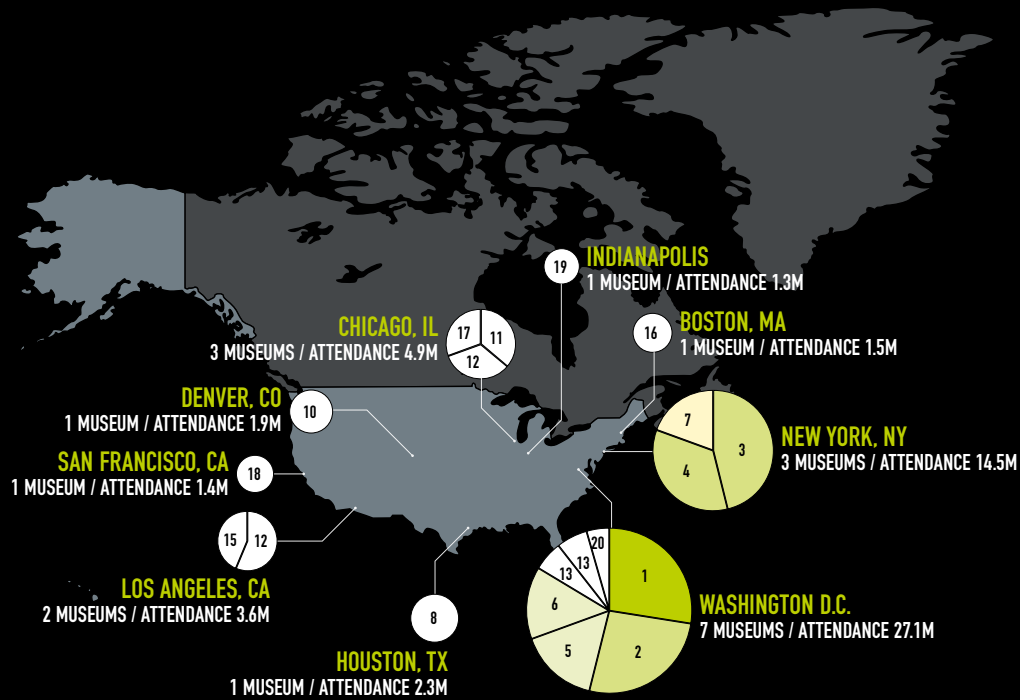 19
INDIANAPOLIS
1 MUSEUM / ATTENDANCE 1.3M
CHICAGO, IL
3 MUSEUMS / ATTENDANCE 4.9M
17
11
12
16
BOSTON, MA
1 MUSEUM / ATTENDANCE 1.5M
DENVER, CO
1 MUSEUM / ATTENDANCE 1.9M
10
7
3
4
NEW YORK, NY
3 MUSEUMS / ATTENDANCE 14.5M
SAN FRANCISCO, CA
1 MUSEUM / ATTENDANCE 1.4M
18
15
12
LOS ANGELES, CA
2 MUSEUMS / ATTENDANCE 3.6M
8
HOUSTON, TX
1 MUSEUM / ATTENDANCE 2.3M
20
13
13
6
5
1
2
WASHINGTON D.C.
7 MUSEUMS / ATTENDANCE 27.1M